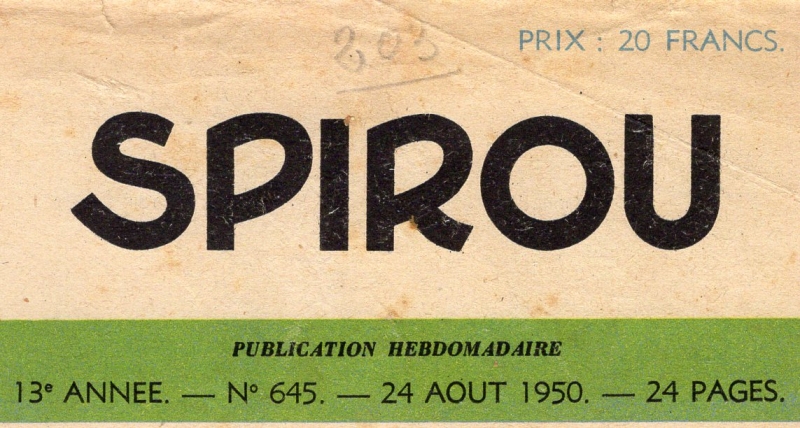 PRIX : 20 FRANCS.
SPIROU
PUBLICATION HEBDOMADAIRE
13e ANNEE. — N° 645. — 24 AOUT 1950. — 24 PAGES.